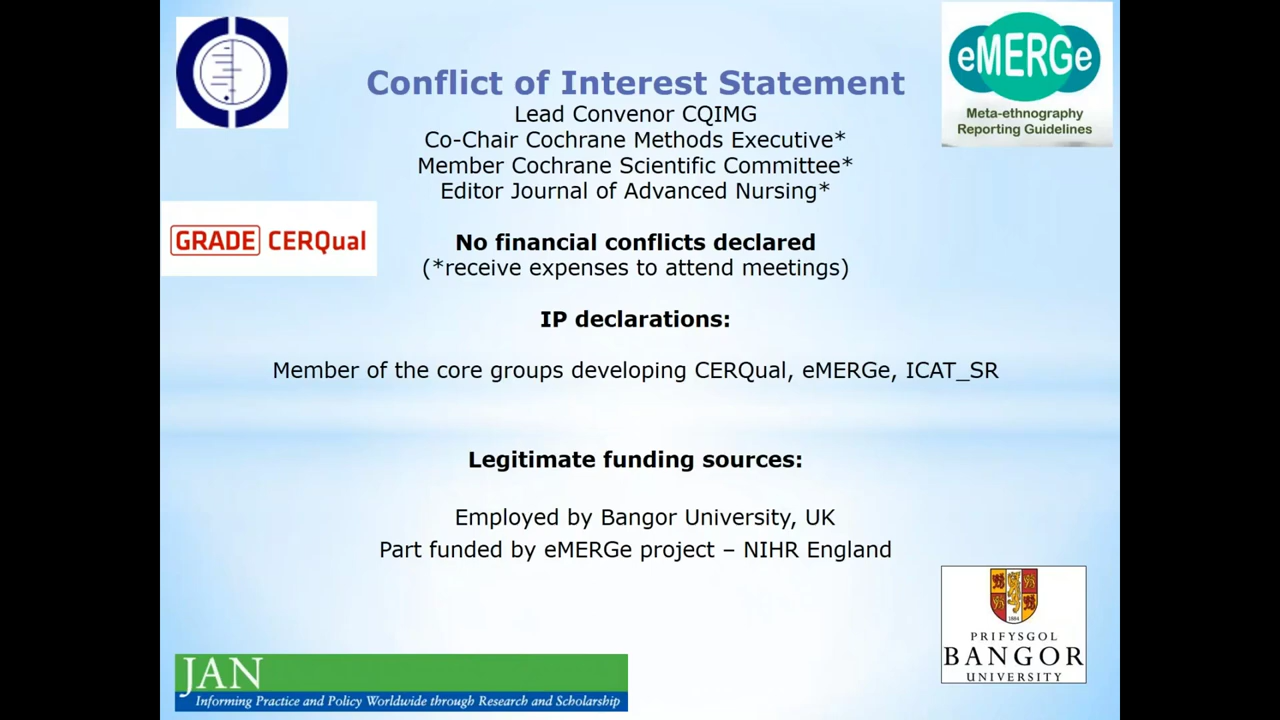 eMERGe
Meta-ethnography
Reporting Guidelines
Conflict of Interest Statement
Lead Convenor CQIMG
Co-Chair Cochrane Methods Executive*
Member Cochrane Scientific Committee*
Editor Journal of Advanced Nursing*
GRADE CERQual
No financial conflicts declared
(*receive expenses to attend meetings)
IP declarations:
Member of the core groups developing CERQual, eMERGe, ICAT_SR
Legitimate funding sources:
Employed by Bangor University, UK
Part funded by eMERGe project – NIHR England
1884
PRIFYSGOL
BANGOR
UNIVERSITY
JAN
Informing Practice and Policy Worldwide through Research and Scholarship